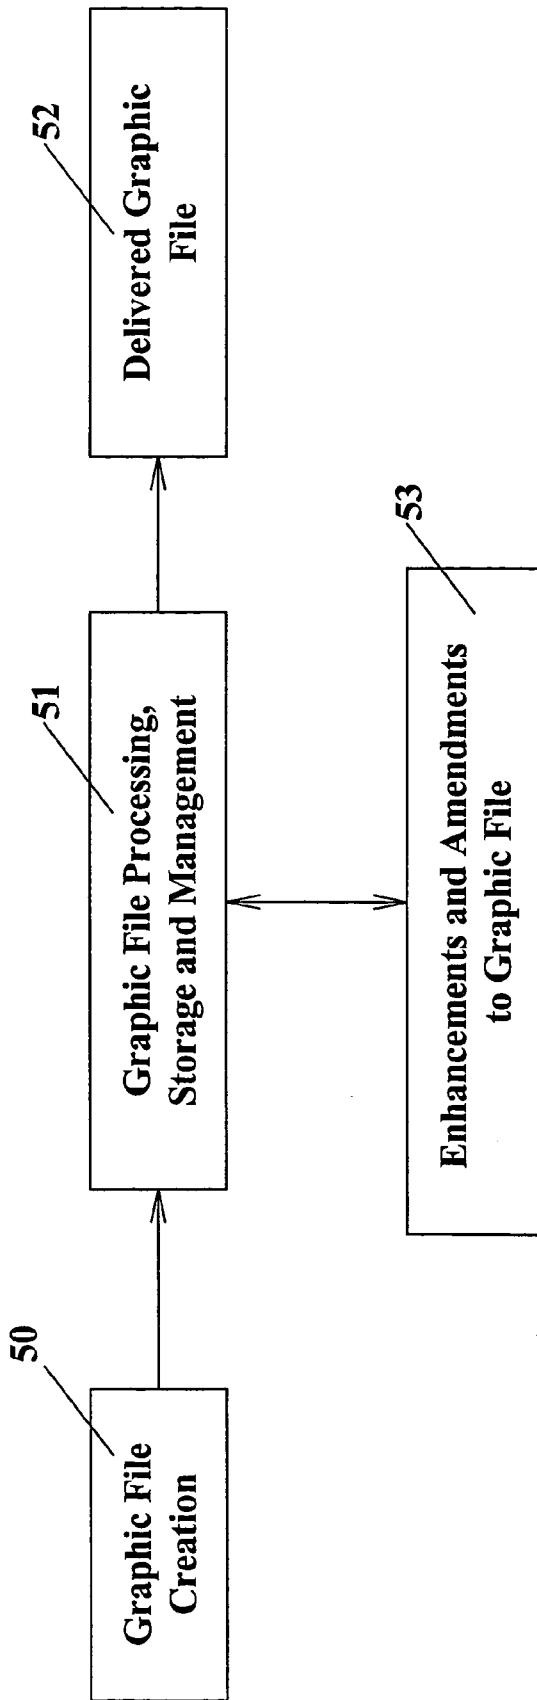 50
Graphic File
Creation
51
Graphic File Processing,
Storage and Management
52
Delivered Graphic
File
53
Enhancements and Amendments
to Graphic File